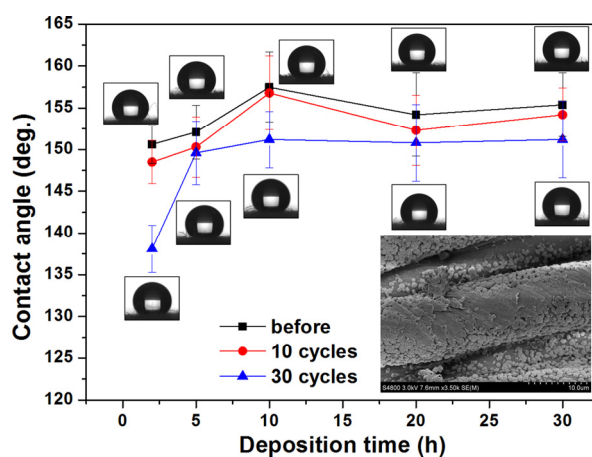 165
160
155
150
145
140
135
130
125
120
Contact angle (deg.)
0
5
10
15
20
25
30
Deposition time (h)
before
10 cycles
30 cycles
S4800 3.0kV 7.6mm x3.50k SE(M)
10.0um